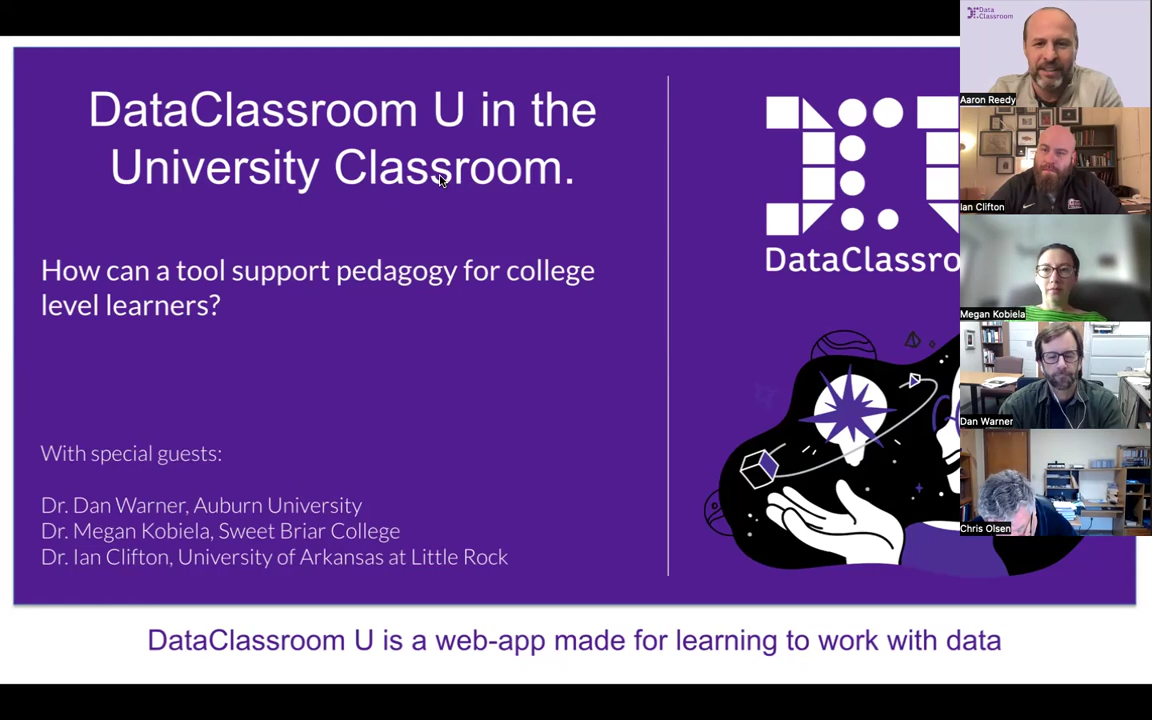 DataClassroom U in the
University Classroom.
How can a tool support pedagogy for college
level learners?
With special guests:
Dr. Dan Warner, Auburn University
Dr. Megan Kobiela, Sweet Briar College
Dr. Ian Clifton, University of Arkansas at Little Rock
DataClassro
DataClassroom U is a web-app made for learning to work with data
Data
Classroom
Aaron Reedy
Ian Clifton
Megan Kobiela
Dan Warner
Chris Olsen